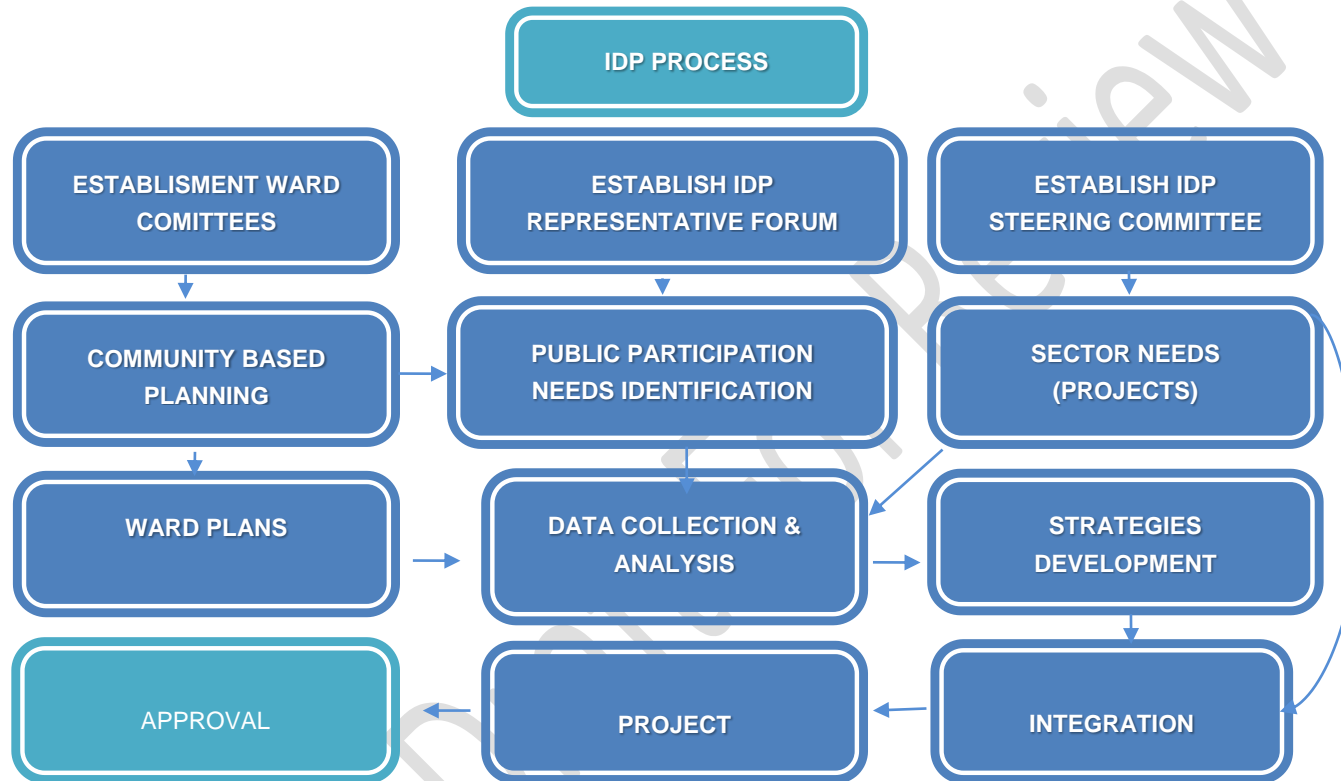 IDP PROCESS
ESTABLISMENT WARD
COMITTEES
ESTABLISH IDP
REPRESENTATIVE FORUM
ESTABLISH IDP
STEERING COMMITTEE
COMMUNITY BASED
PLANNING
PUBLIC PARTICIPATION
NEEDS IDENTIFICATION
SECTOR NEEDS
(PROJECTS)
WARD PLANS
DATA COLLECTION &
ANALYSIS
STRATEGIES
DEVELOPMENT
APPROVAL
PROJECT
INTEGRATION